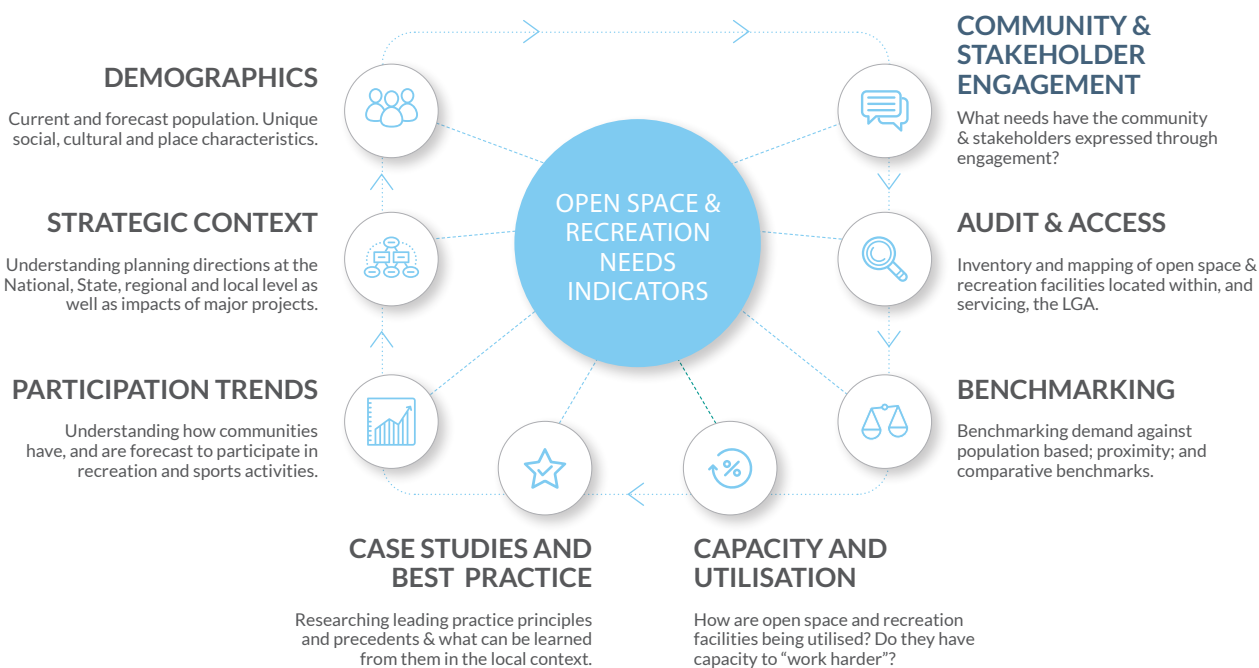 OPEN SPACE &
RECREATION
NEEDS
INDICATORS
DEMOGRAPHICS
Current and forecast population. Unique
social, cultural and place characteristics.
COMMUNITY &
STAKEHOLDER
ENGAGEMENT
What needs have the community
& stakeholders expressed through
engagement?
AUDIT & ACCESS
Inventory and mapping of open space &
recreation facilities located within, and
servicing, the LGA.
BENCHMARKING
Benchmarking demand against
population based; proximity; and
comparative benchmarks.
%
CAPACITY AND
UTILISATION
How are open space and recreation
facilities being utilised? Do they have
capacity to “work harder”?
CASE STUDIES AND
BEST PRACTICE
Researching leading practice principles
and precedents & what can be learned
from them in the local context.
PARTICIPATION TRENDS
Understanding how communities
have, and are forecast to participate in
recreation and sports activities.
STRATEGIC CONTEXT
Understanding planning directions at the
National, State, regional and local level as
well as impacts of major projects.